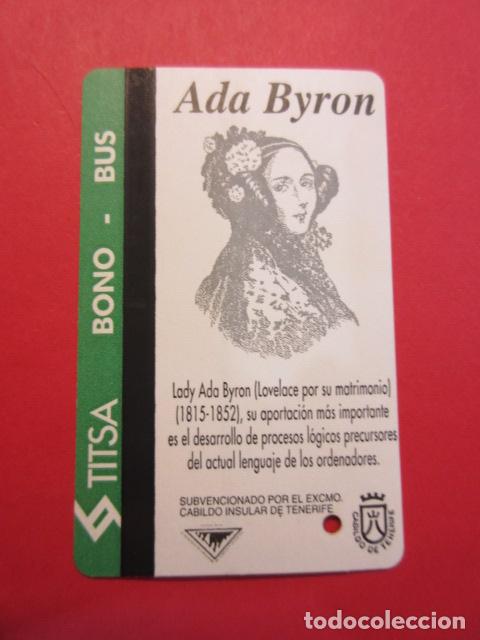 Ada Byron
Lady Ada Byron (Lovelace por su matrimonio)
(1815-1852), su aportación más importante
es el desarrollo de procesos lógicos precursores
del actual lenguaje de los ordenadores.
SUBVENCIONADO POR EL EXCMO.
CABILDO INSULAR DE TENERIFE
CABILDO DE TENERIFE
TITSA BONO - BUS
todocoleccion